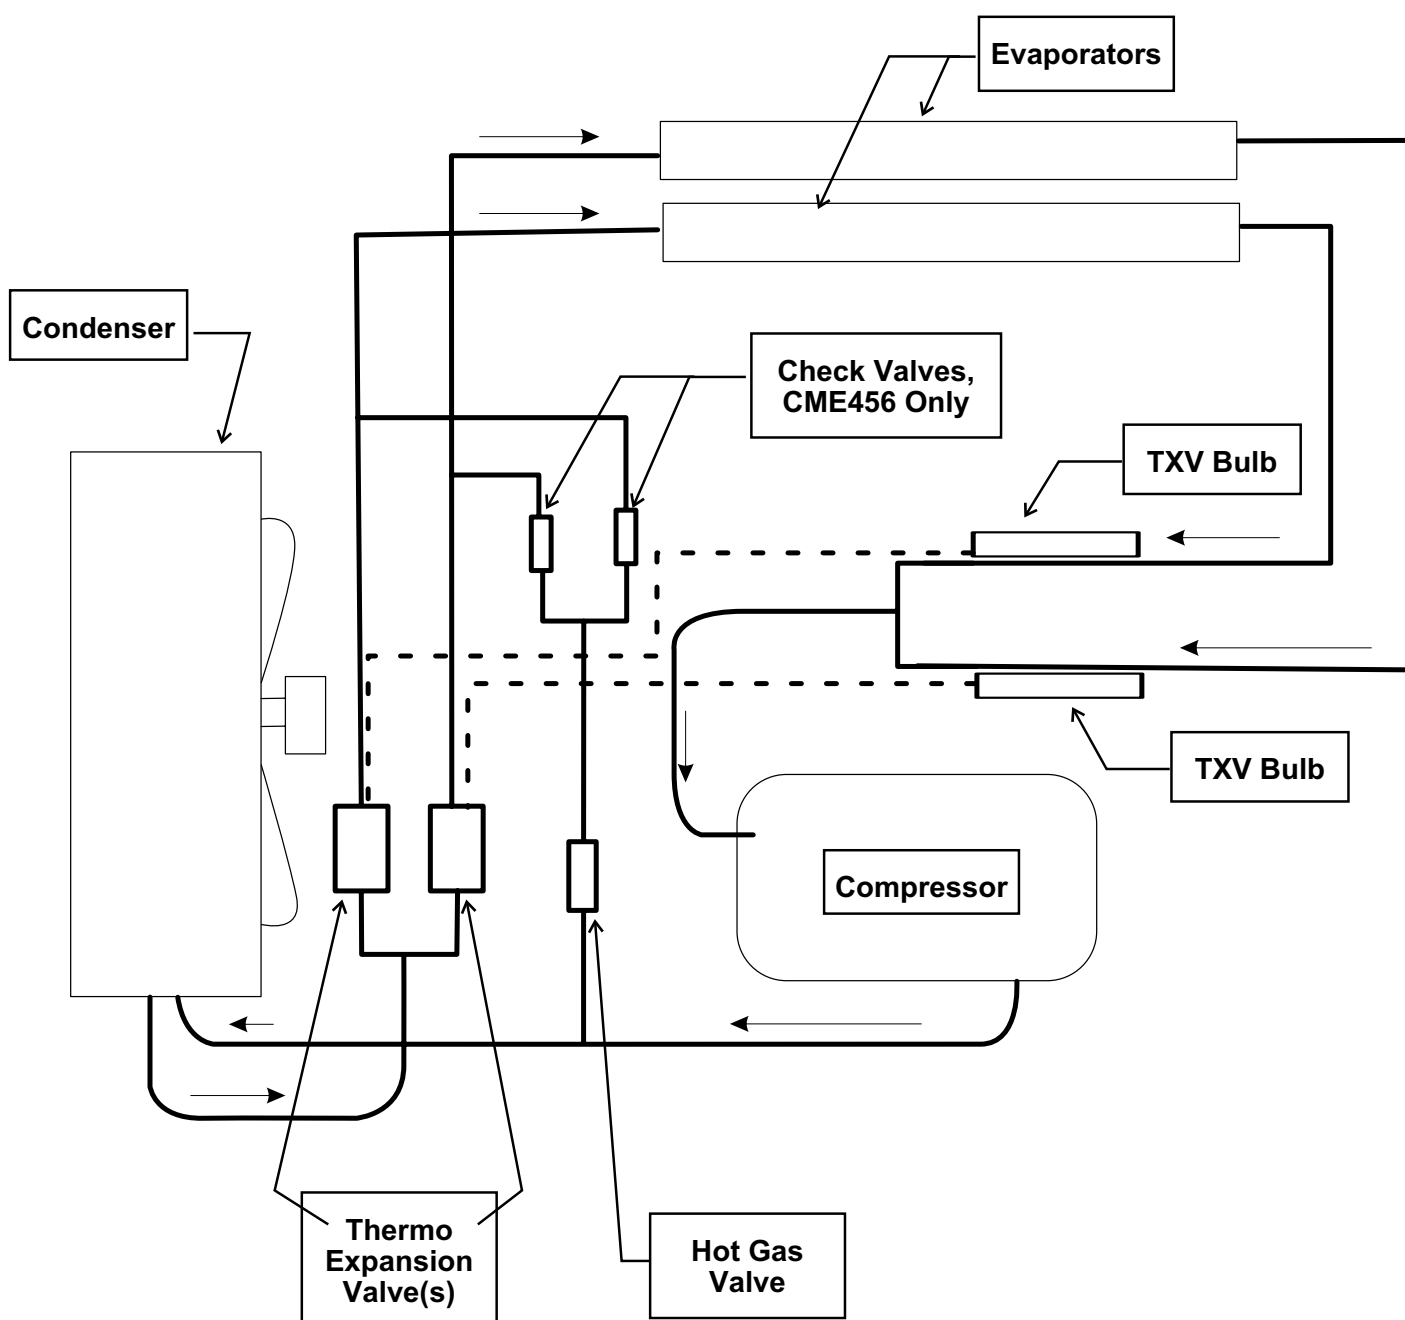 Evaporators
Condenser
Check Valves,
CME456 Only
TXV Bulb
TXV Bulb
Compressor
Thermo
Expansion
Valve(s)
Hot Gas
Valve